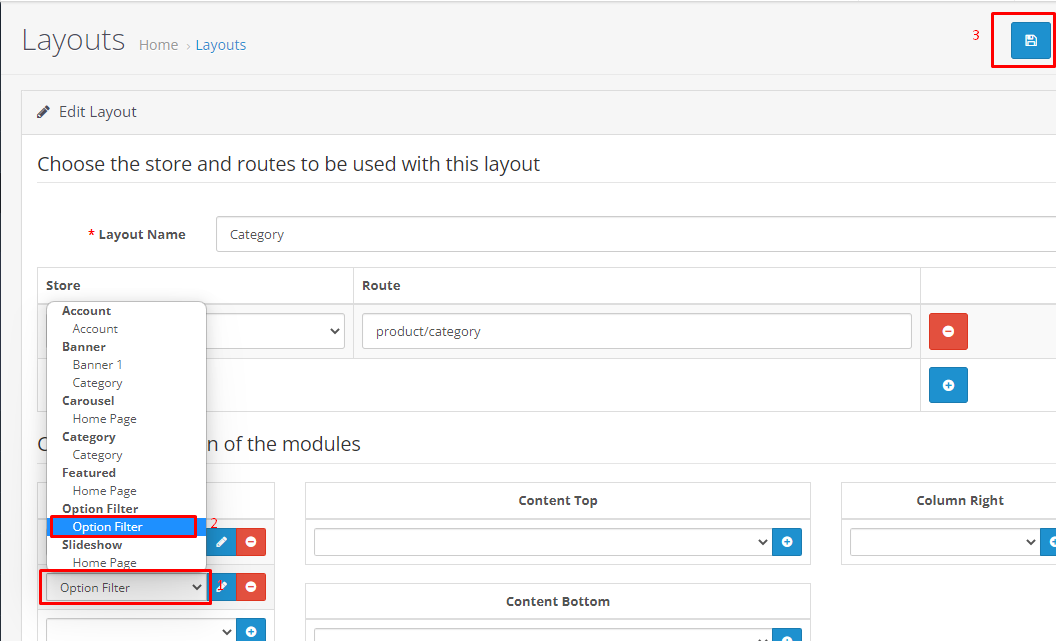 Layouts Home › Layouts
3
Edit Layout
Choose the store and routes to be used with this layout
* Layout Name Category
Store Route
product/category
Account
Account
Banner
Banner 1
Category
Carousel
Home Page
Category
Category
Featured
Home Page
Option Filter
Option Filter
2
Slideshow
Home Page
n of the modules
Content Top Column Right
Option Filter
1
Content Bottom